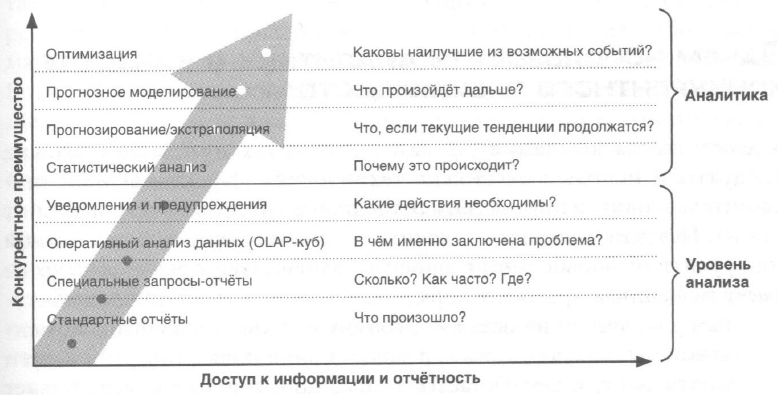 Конкурентное преимущество
Оптимизация Каковы наилучшие из возможных событий?
Прогнозное моделирование Что произойдёт дальше?
Прогнозирование/экстраполяция Что, если текущие тенденции продолжатся?
Статистический анализ Почему это происходит?
Аналитика
Уведомления и предупреждения Какие действия необходимы?
Оперативный анализ данных (OLAP-куб) В чём именно заключена проблема?
Специальные запросы-отчёты Сколько? Как часто? Где?
Стандартные отчёты Что произошло?
Уровень
анализа
Доступ к информации и отчётность